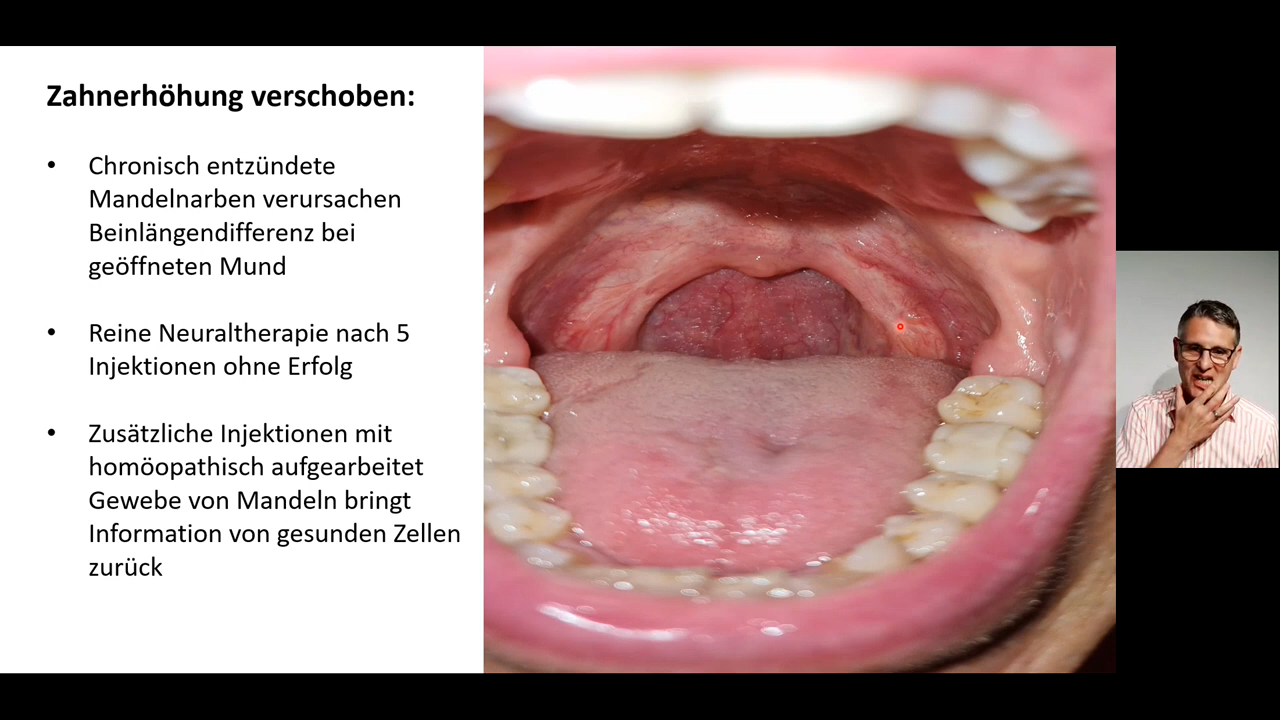 Zahnerhöhung verschoben:
• Chronisch entzündete
Mandelnarben verursachen
Beinlängendifferenz bei
geöffneten Mund
• Reine Neuraltherapie nach 5
Injektionen ohne Erfolg
• Zusätzliche Injektionen mit
homöopathisch aufgearbeitet
Gewebe von Mandeln bringt
Information von gesunden Zellen
zurück